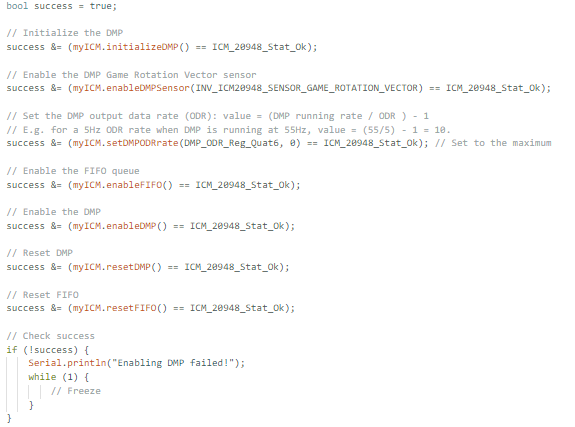 bool success = true;
// Initialize the DMP
success &= (myICM.initializeDMP() == ICM_20948_Stat_Ok);
// Enable the DMP Game Rotation Vector sensor
success &= (myICM.enableDMPSensor(INV_ICM20948_SENSOR_GAME_ROTATION_VECTOR) == ICM_20948_Stat_Ok);
// Set the DMP output data rate (ODR): value = (DMP running rate / ODR ) - 1
// E.g. for a 5Hz ODR rate when DMP is running at 55Hz, value = (55/5) - 1 = 10.
success &= (myICM.setDMPODRrate(DMP_ODR_Reg_Quat6, 0) == ICM_20948_Stat_Ok); // Set to the maximum
// Enable the FIFO queue
success &= (myICM.enableFIFO() == ICM_20948_Stat_Ok);
// Enable the DMP
success &= (myICM.enableDMP() == ICM_20948_Stat_Ok);
// Reset DMP
success &= (myICM.resetDMP() == ICM_20948_Stat_Ok);
// Reset FIFO
success &= (myICM.resetFIFO() == ICM_20948_Stat_Ok);
// Check success
if (!success) {
Serial.println("Enabling DMP failed!");
while (1) {
// Freeze
}
}